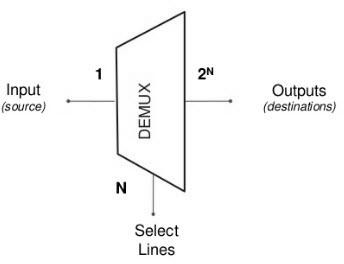 1
2ᴺ
Input
(source)
DEMUX
Outputs
(destinations)
N
Select
Lines